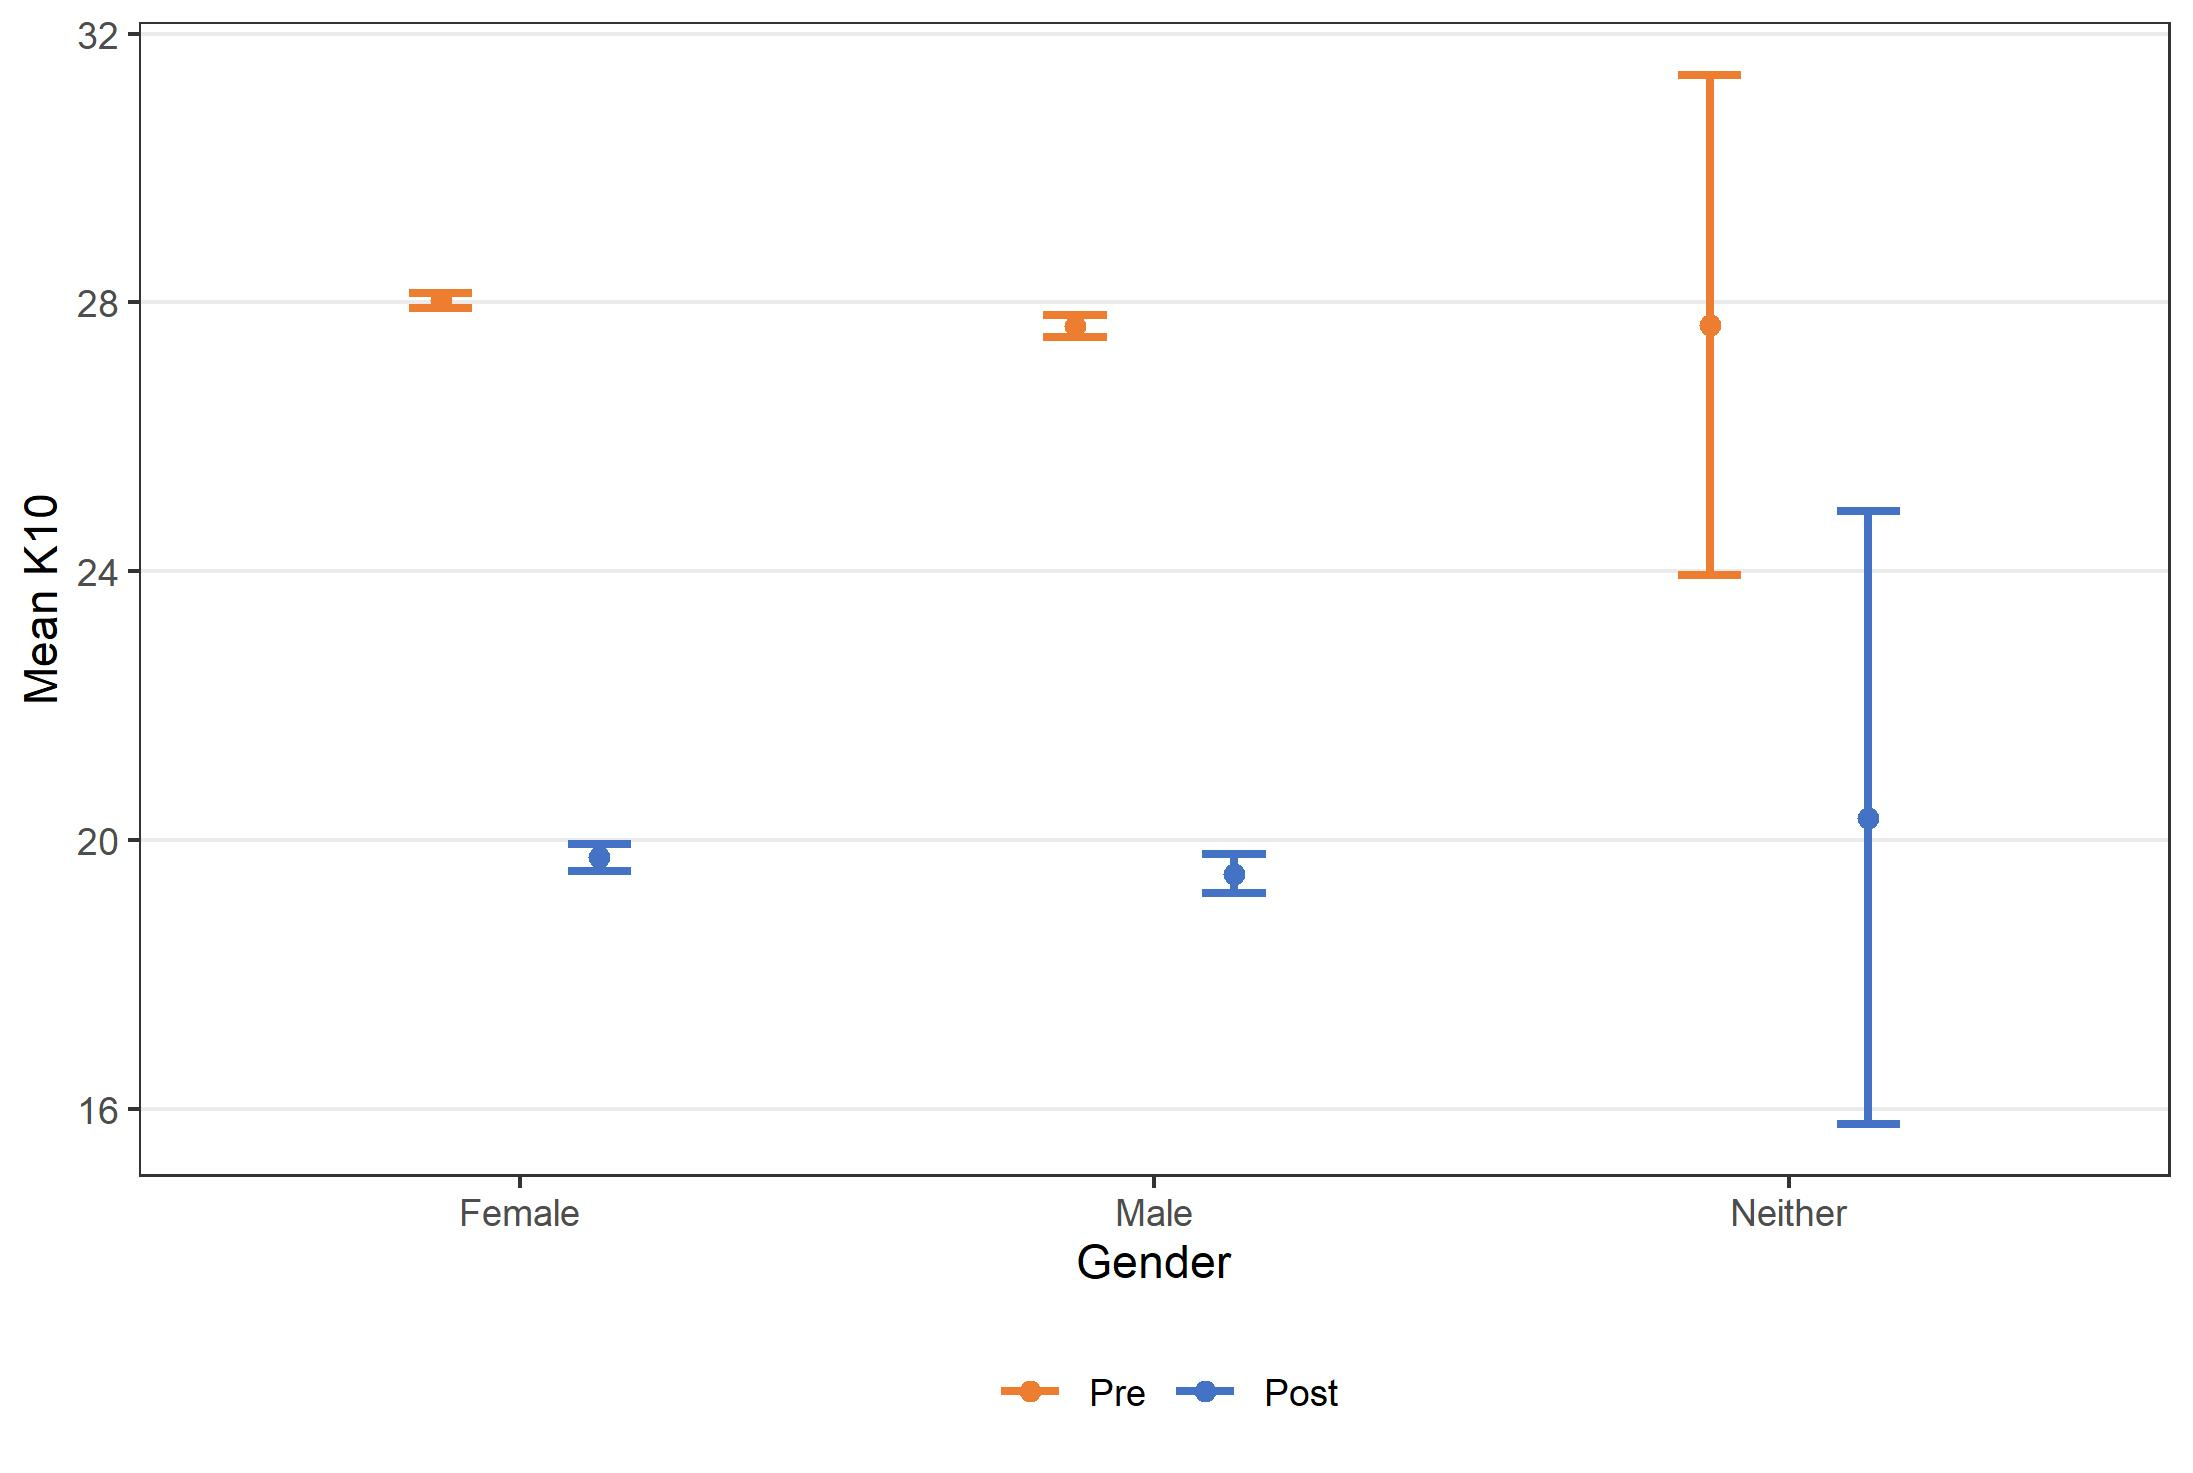 32
28
24
20
16
Mean K10
Female Male Neither
Gender
Pre Post